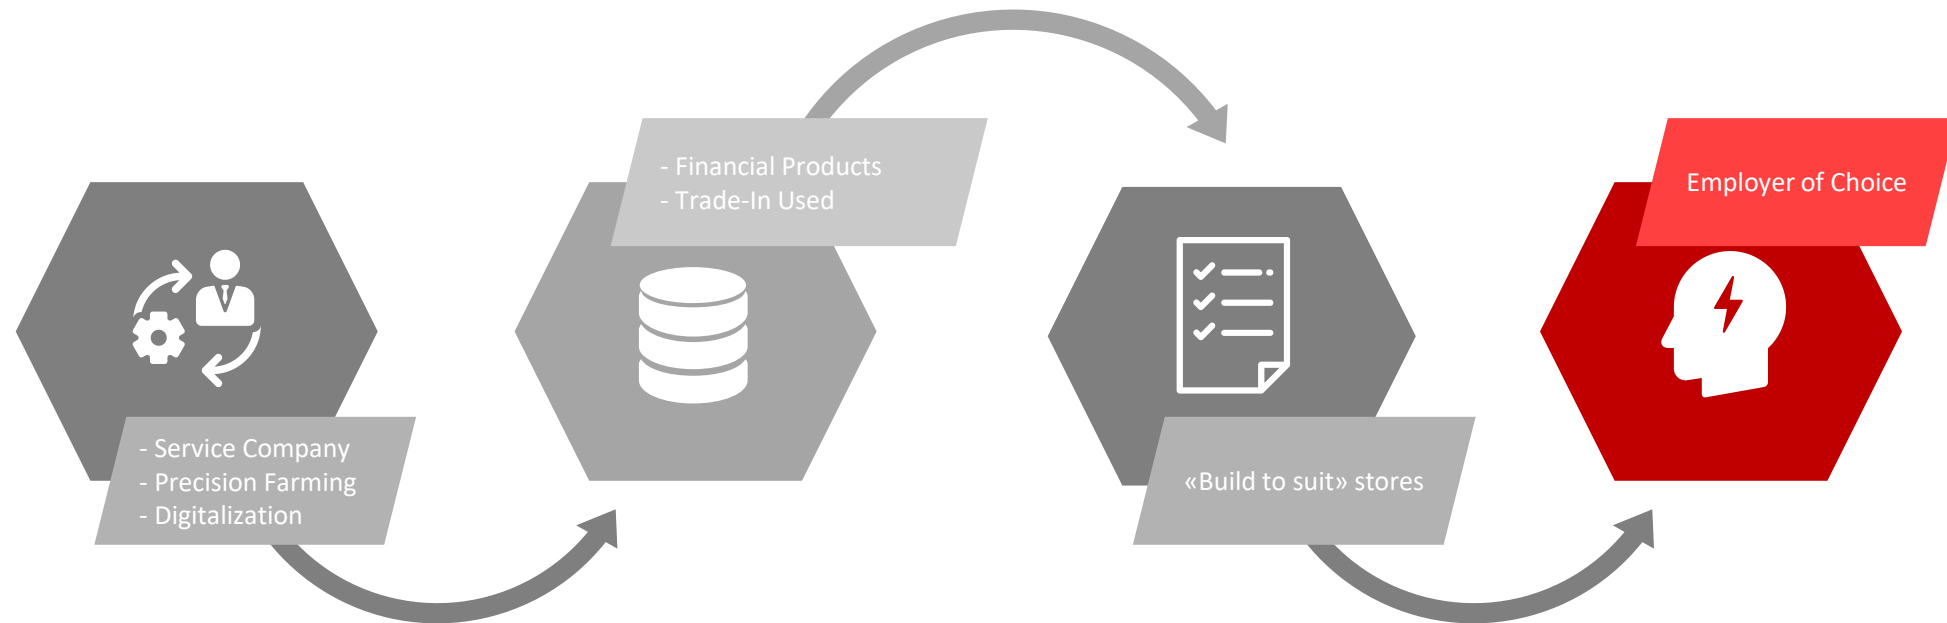 - Service Company
- Precision Farming
- Digitalization
- Financial Products
- Trade-In Used
«Build to suit» stores
Employer of Choice